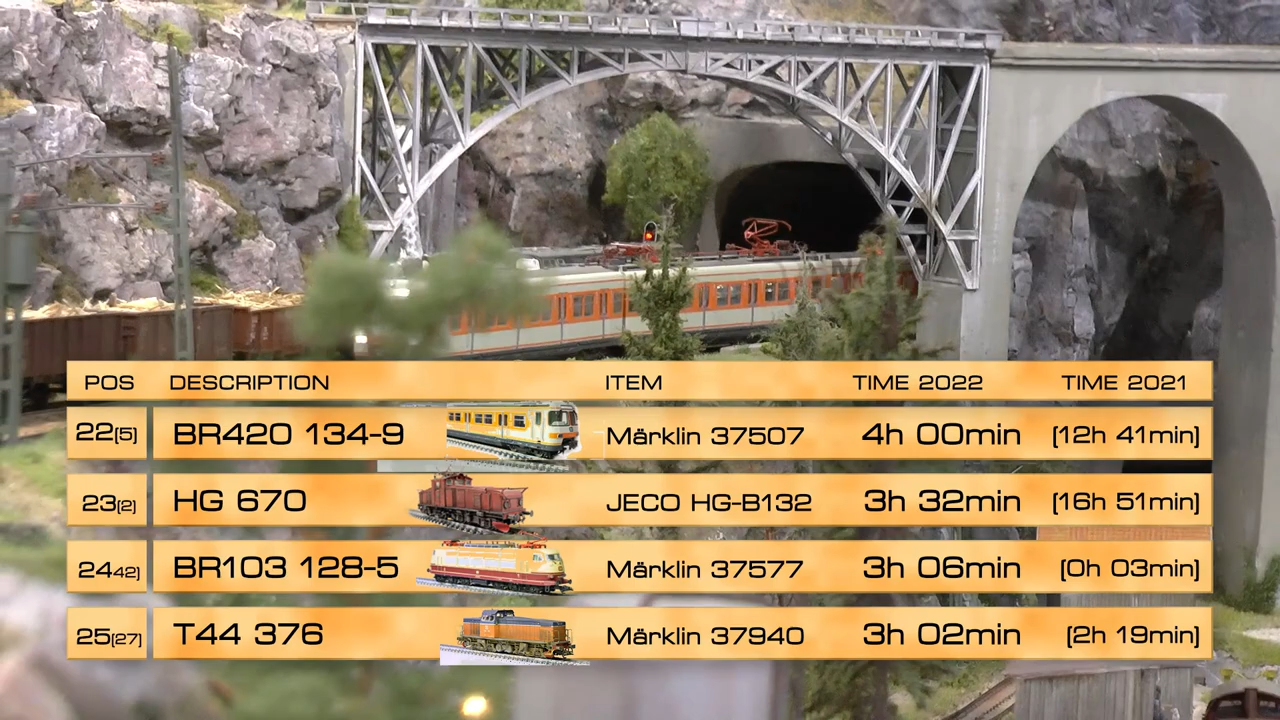 POS DESCRIPTION ITEM TIME 2022 TIME 2021
22[5] BR420 134-9 Märklin 37507 4h 00min [12h 41min]
23[2] HG 670 JECO HG-B132 3h 32min [16h 51min]
2442] BR103 128-5 Märklin 37577 3h 06min [0h 03min]
25[27] T44 376 Märklin 37940 3h 02min [2h 19min]